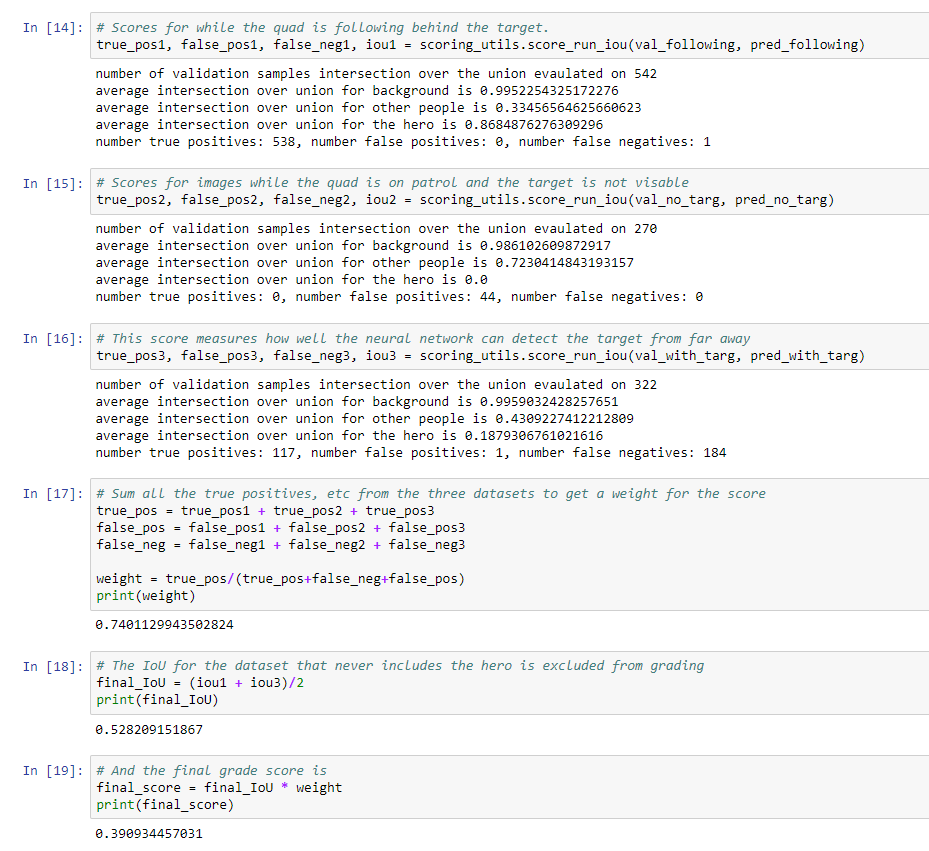 In [14]: # Scores for while the quad is following behind the target.
true_pos1, false_pos1, false_neg1, iou1 = scoring_utils.score_run_iou(val_following, pred_following)
number of validation samples intersection over the union evaulated on 542
average intersection over union for background is 0.9952254325172276
average intersection over union for other people is 0.33456564625660623
average intersection over union for the hero is 0.8684876276309296
number true positives: 538, number false positives: 0, number false negatives: 1
In [15]: # Scores for images while the quad is on patrol and the target is not visable
true_pos2, false_pos2, false_neg2, iou2 = scoring_utils.score_run_iou(val_no_targ, pred_no_targ)
number of validation samples intersection over the union evaulated on 270
average intersection over union for background is 0.986102609872917
average intersection over union for other people is 0.7230414843193157
average intersection over union for the hero is 0.0
number true positives: 0, number false positives: 44, number false negatives: 0
In [16]: # This score measures how well the neural network can detect the target from far away
true_pos3, false_pos3, false_neg3, iou3 = scoring_utils.score_run_iou(val_with_targ, pred_with_targ)
number of validation samples intersection over the union evaulated on 322
average intersection over union for background is 0.9959032428257651
average intersection over union for other people is 0.4309227412212809
average intersection over union for the hero is 0.1879306761021616
number true positives: 117, number false positives: 1, number false negatives: 184
In [17]: # Sum all the true positives, etc from the three datasets to get a weight for the score
true_pos = true_pos1 + true_pos2 + true_pos3
false_pos = false_pos1 + false_pos2 + false_pos3
false_neg = false_neg1 + false_neg2 + false_neg3
weight = true_pos/(true_pos+false_neg+false_pos)
print(weight)
0.7401129943502824
In [18]: # The IoU for the dataset that never includes the hero is excluded from grading
final_IoU = (iou1 + iou3)/2
print(final_IoU)
0.528209151867
In [19]: # And the final grade score is
final_score = final_IoU * weight
print(final_score)
0.390934457031